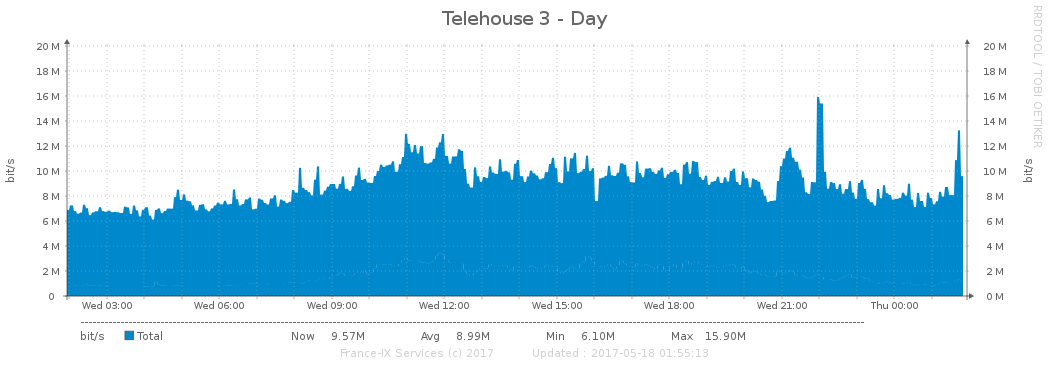 Telehouse 3 - Day
RRDTOOL / TOBI OETIKER
bit/s
20 M 20 M
18 M 18 M
16 M 16 M
14 M 14 M
12 M 12 M
10 M 10 M
8 M 8 M
6 M 6 M
4 M 4 M
2 M 2 M
0 0 M
bit/s
Wed 03:00 Wed 06:00 Wed 09:00 Wed 12:00 Wed 15:00 Wed 18:00 Wed 21:00 Thu 00:00
bit/s Total Now 9.57M Avg 8.99M Min 6.10M Max 15.90M
France-IX Services (c) 2017 Updated : 2017-05-18 01:55:13